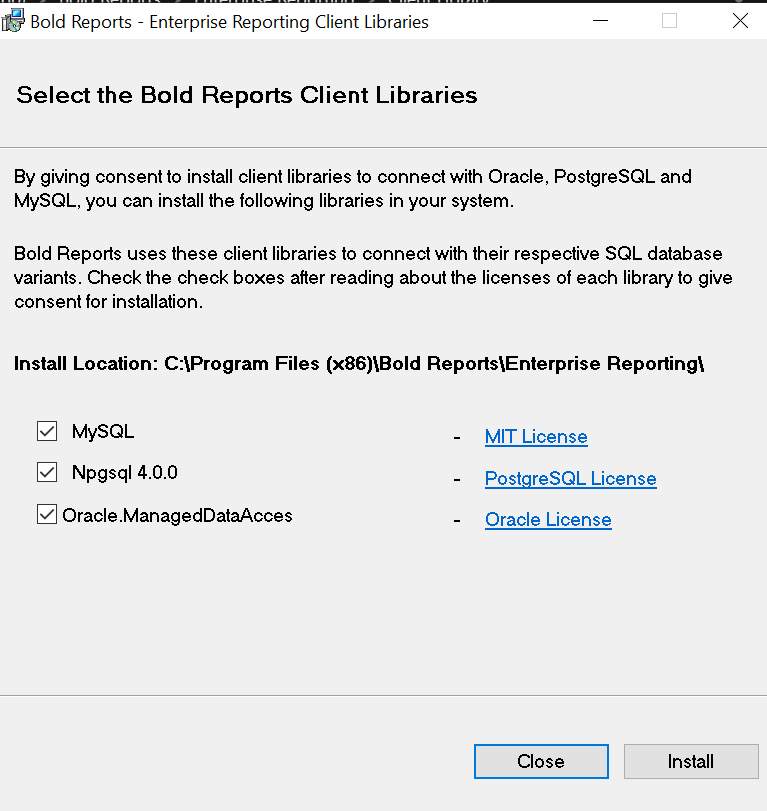 Bold Reports - Enterprise Reporting Client Libraries
Select the Bold Reports Client Libraries
By giving consent to install client libraries to connect with Oracle, PostgreSQL and
MySQL, you can install the following libraries in your system.
Bold Reports uses these client libraries to connect with their respective SQL database
variants. Check the check boxes after reading about the licenses of each library to give
consent for installation.
Install Location: C:\Program Files (x86)\Bold Reports\Enterprise Reporting\
MySQL - MIT License
Npgsql 4.0.0 - PostgreSQL License
Oracle.ManagedDataAcces - Oracle License
Close Install